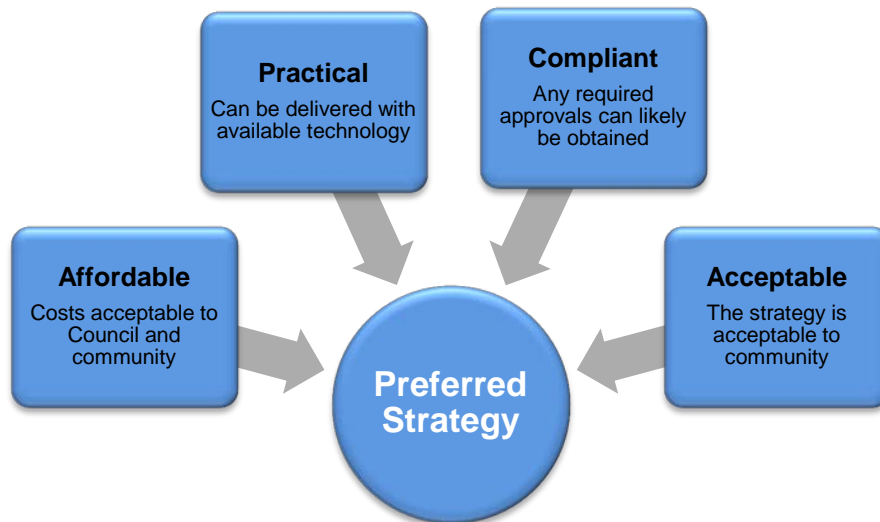 Practical
Can be delivered with
available technology
Compliant
Any required
approvals can likely
be obtained
Affordable
Costs acceptable to
Council and
community
Acceptable
The strategy is
acceptable to
community
Preferred
Strategy